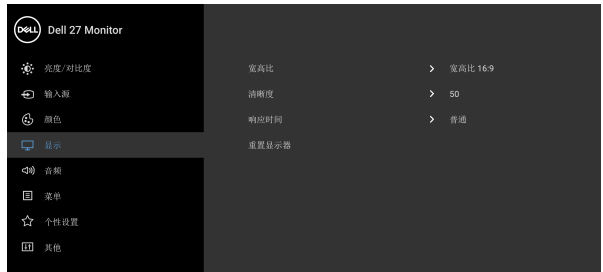 DELL Dell 27 Monitor
亮度/对比度 宽高比 宽高比 16:9
输入源 清晰度 50
颜色 响应时间 普通
显示 重置显示器
音频
菜单
个性设置
其他